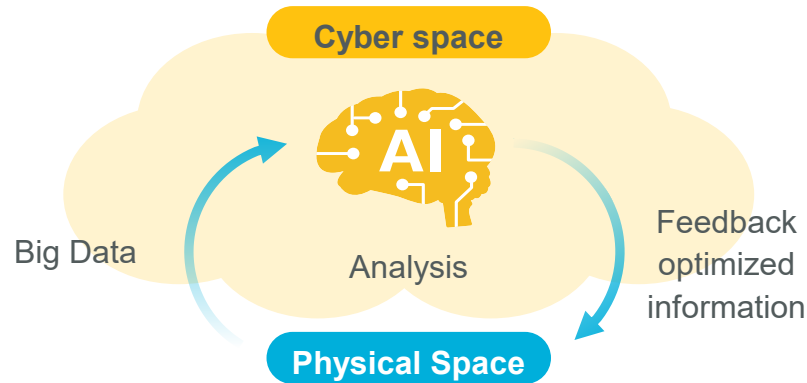 Cyber space
AI
Big Data
Analysis
Feedback
optimized
information
Physical Space